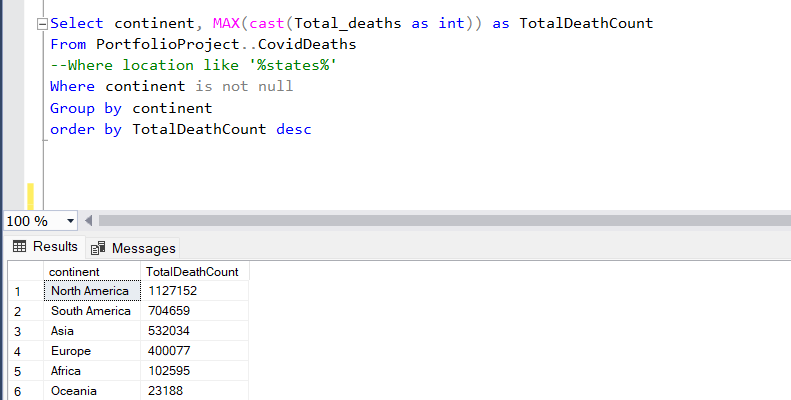 Select continent, MAX(cast(Total_deaths as int)) as TotalDeathCount
From PortfolioProject..CovidDeaths
--Where location like '%states%'
Where continent is not null
Group by continent
order by TotalDeathCount desc
100 %
Results Messages
continent TotalDeathCount
1 North America 1127152
2 South America 704659
3 Asia 532034
4 Europe 400077
5 Africa 102595
6 Oceania 23188